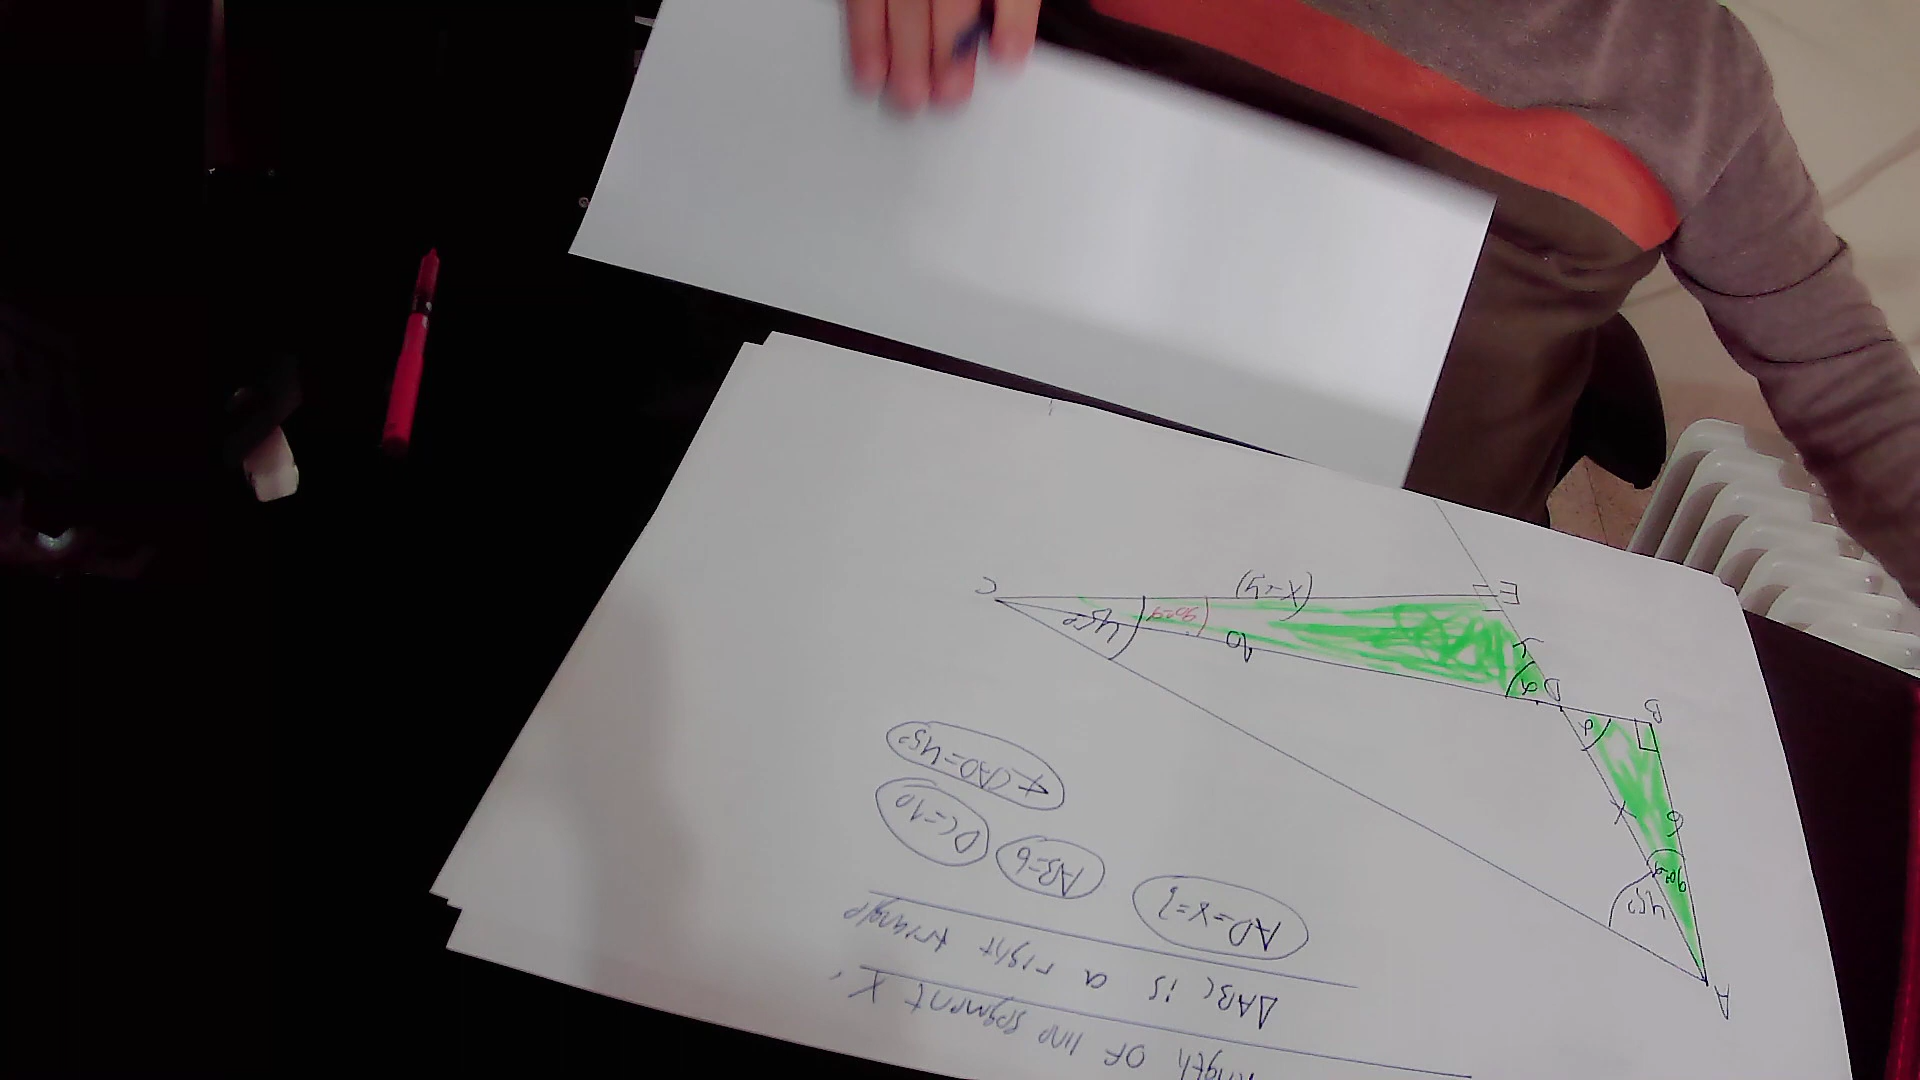 length OF line segment X,
ΔABC is a right triangle
AD=X=?
AB=6
DC=10
∡CAD=45°
A
45°
90-α
6
X
B
α
D
α
y
E
10
(X+y)
90-α
45°
C